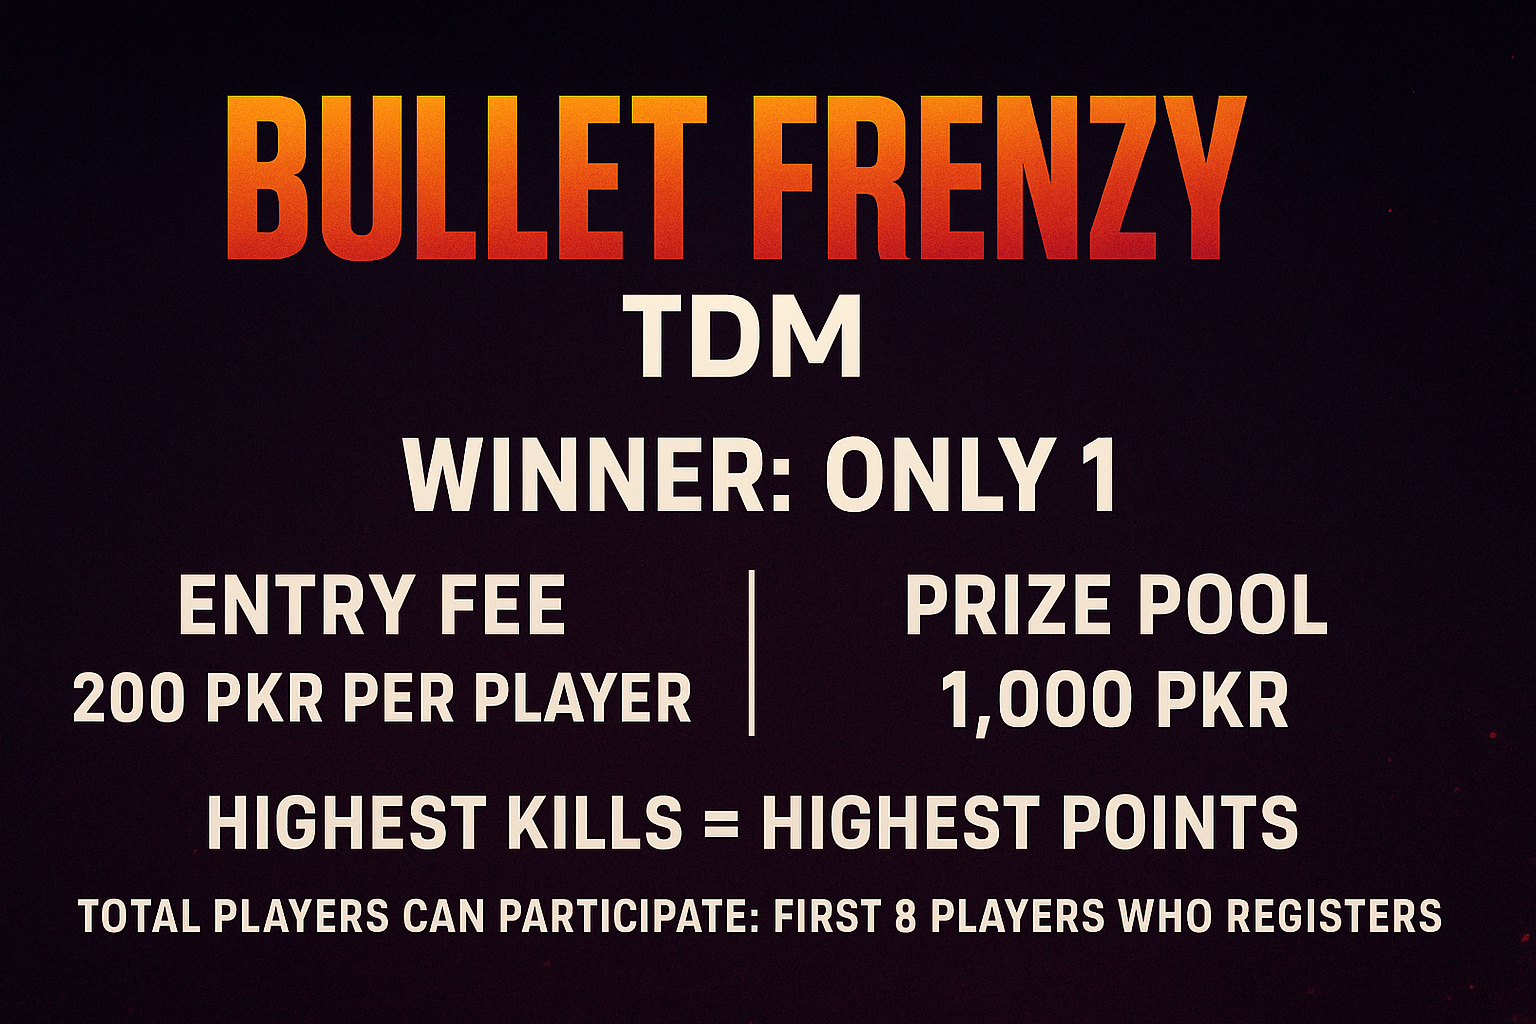 BULLET FRENZY
TDM
WINNER: ONLY 1
ENTRY FEE
200 PKR PER PLAYER
PRIZE POOL
1,000 PKR
HIGHEST KILLS = HIGHEST POINTS
TOTAL PLAYERS CAN PARTICIPATE: FIRST 8 PLAYERS WHO REGISTERS